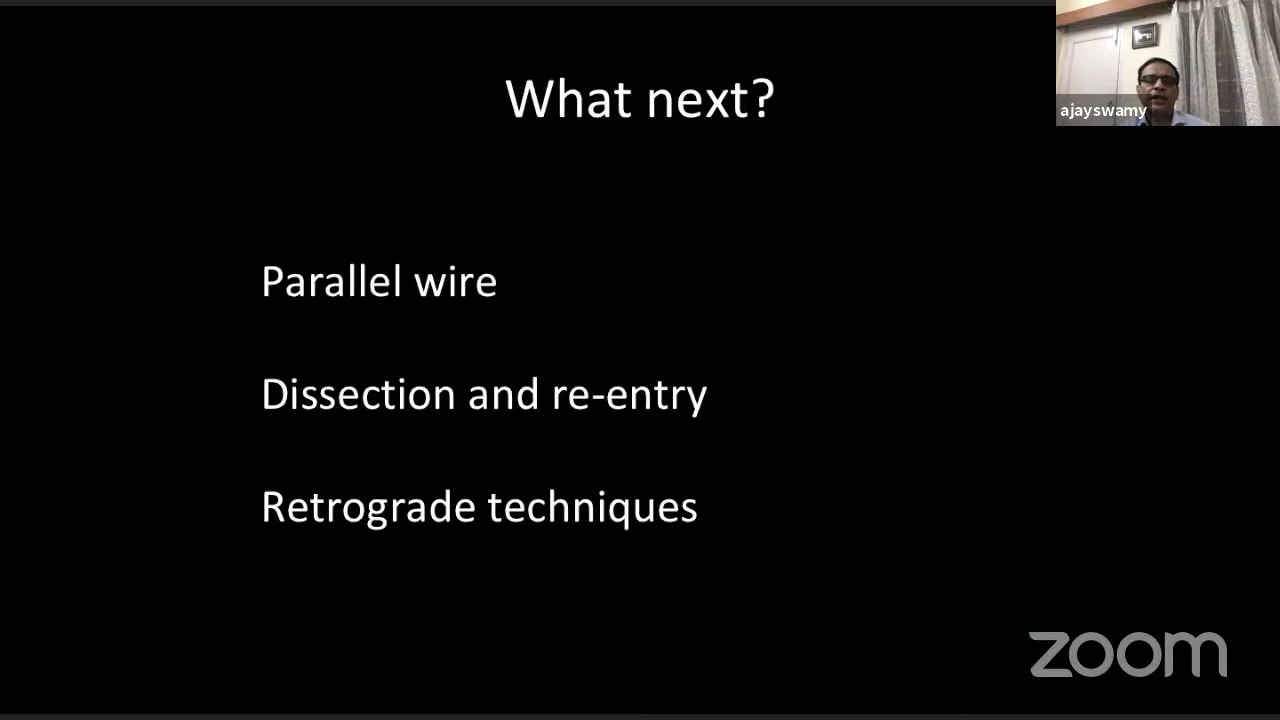 What next?
ajayswamy
Parallel wire
Dissection and re-entry
Retrograde techniques
zoom